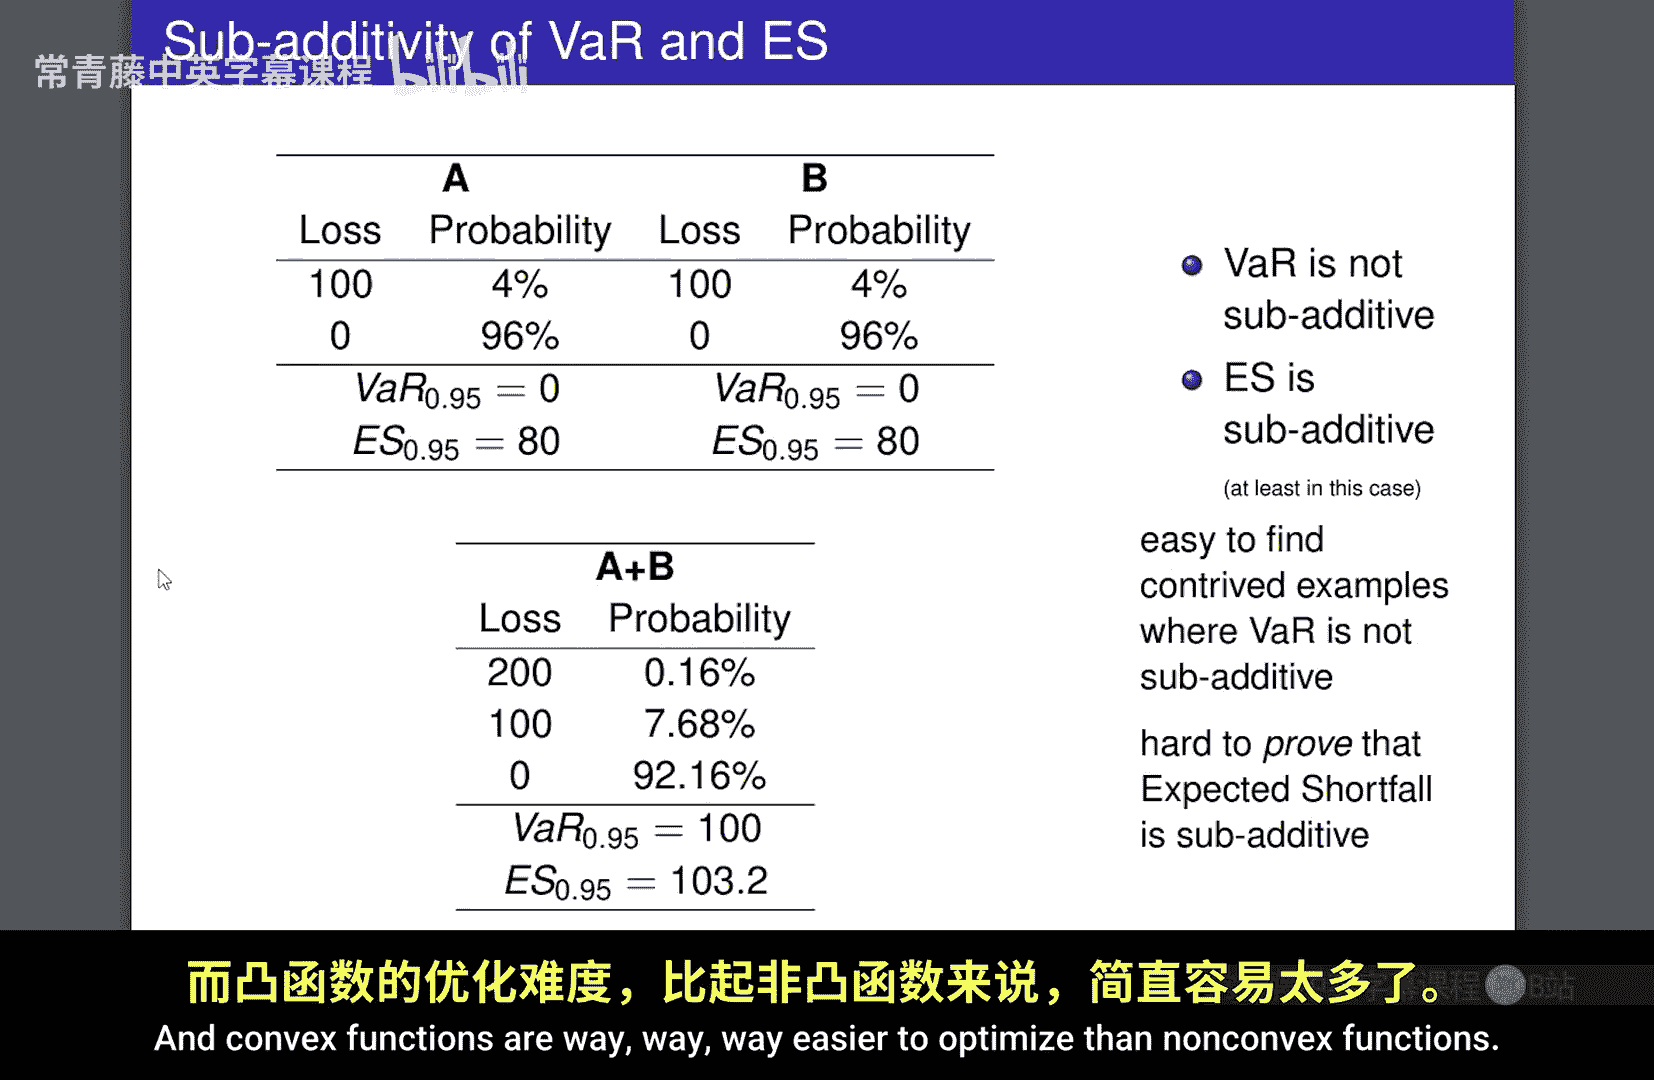 Sub-additivity of VaR and ES
常青藤中英字幕课程 bilibili
A B
Loss Probability Loss Probability
100 4% 100 4%
0 96% 0 96%
VaR0.95 = 0 VaR0.95 = 0
ES0.95 = 80 ES0.95 = 80
A+B
Loss Probability
200 0.16%
100 7.68%
0 92.16%
VaR0.95 = 100
ES0.95 = 103.2
VaR is not
sub-additive
ES is
sub-additive
(at least in this case)
easy to find
contrived examples
where VaR is not
sub-additive
hard to prove that
Expected Shortfall
is sub-additive
而凸函数的优化难度，比起非凸函数来说，简直容易太多了。
And convex functions are way, way, way easier to optimize than nonconvex functions.